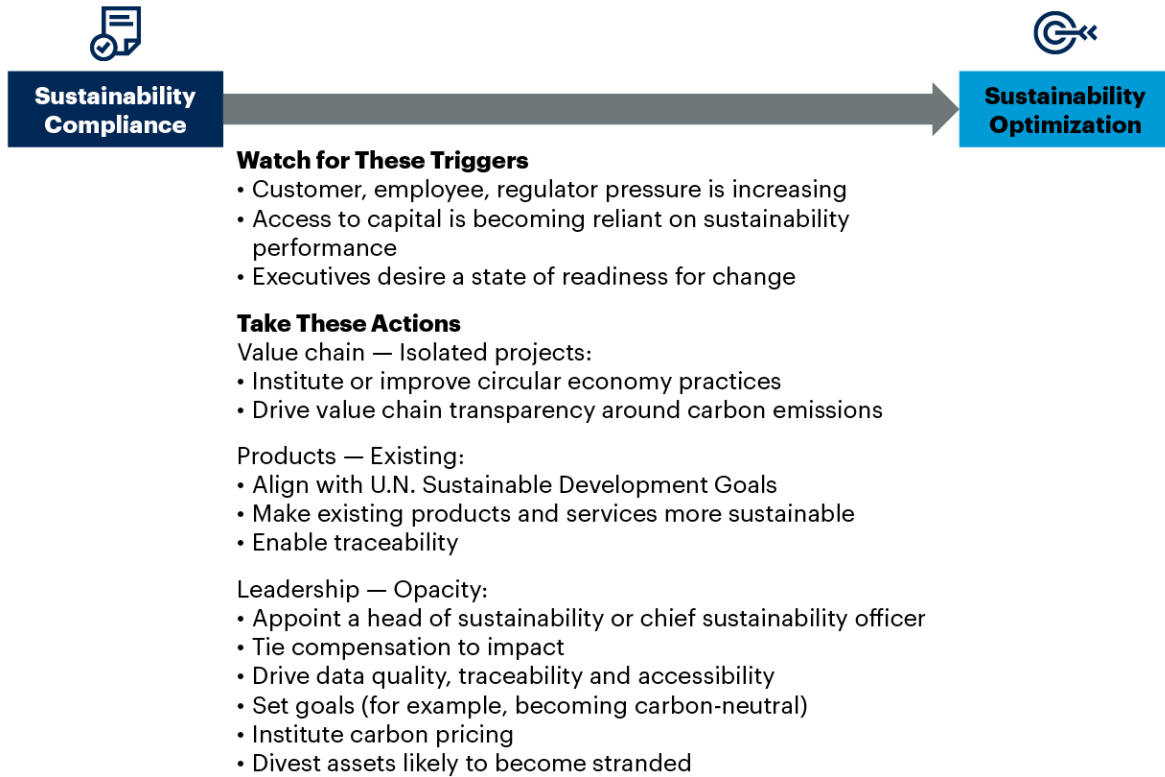 Sustainability
Compliance
Sustainability
Optimization
Watch for These Triggers
• Customer, employee, regulator pressure is increasing
• Access to capital is becoming reliant on sustainability
performance
• Executives desire a state of readiness for change
Take These Actions
Value chain — Isolated projects:
• Institute or improve circular economy practices
• Drive value chain transparency around carbon emissions
Products — Existing:
• Align with U.N. Sustainable Development Goals
• Make existing products and services more sustainable
• Enable traceability
Leadership — Opacity:
• Appoint a head of sustainability or chief sustainability officer
• Tie compensation to impact
• Drive data quality, traceability and accessibility
• Set goals (for example, becoming carbon-neutral)
• Institute carbon pricing
• Divest assets likely to become stranded